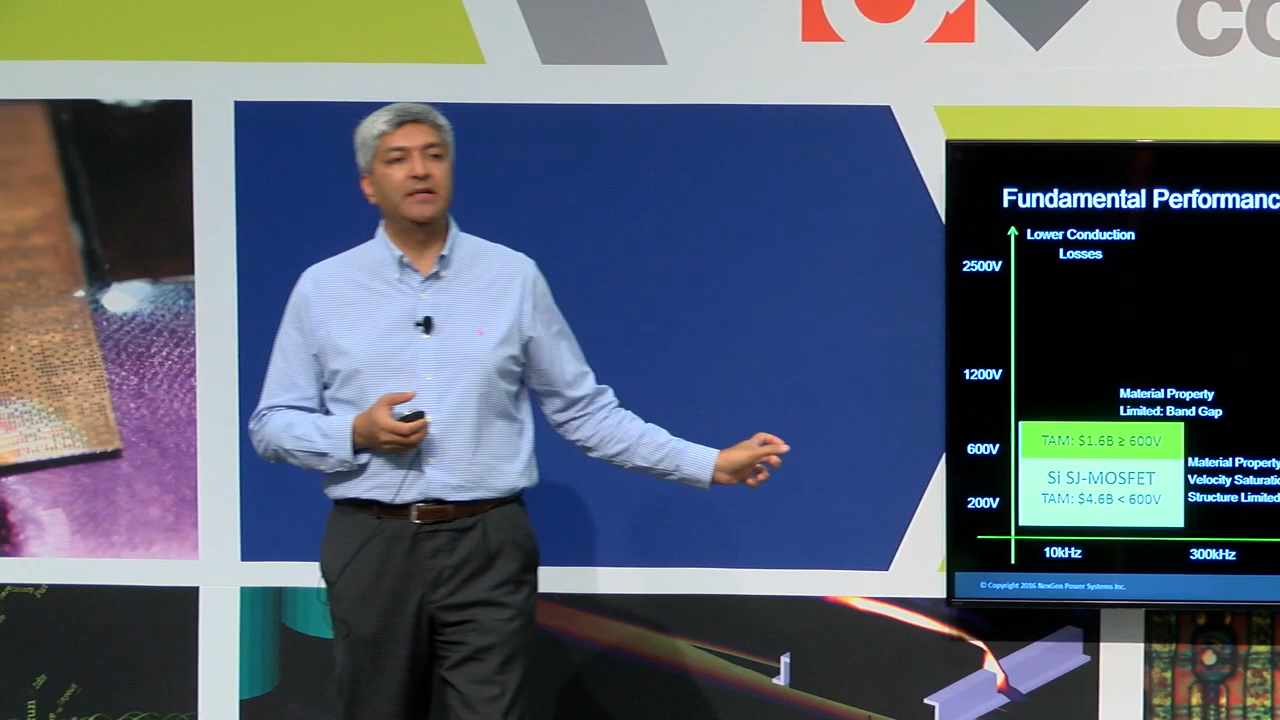 CO
Fundamental Performanc
Lower Conduction
Losses
2500V
1200V
Material Property
Limited: Band Gap
TAM: $1.6B ≥ 600V
600V
Material Property
Si SJ-MOSFET
Velocity Saturatio
TAM: $4.6B < 600V
200V
Structure Limited
10kHz
300kHz
© Copyright 2016 NexGen Power Systems Inc.